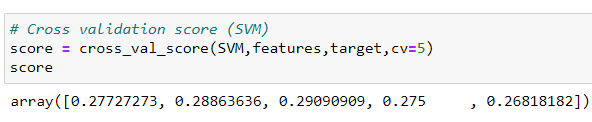 # Cross validation score (SVM)
score = cross_val_score(SVM,features,target,cv=5)
score
array([0.27727273, 0.28863636, 0.29090909, 0.275     , 0.26818182])